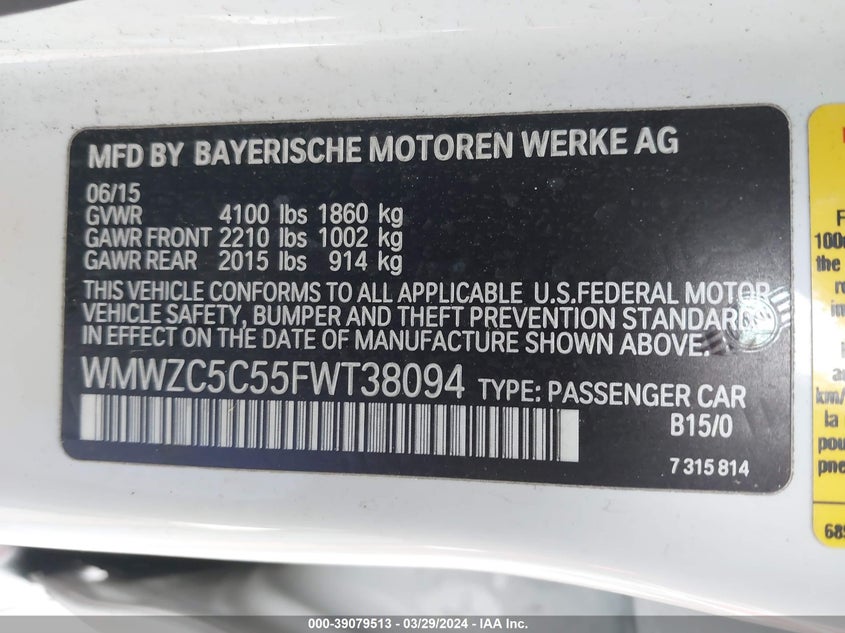 MFD BY BAYERISCHE MOTOREN WERKE AG
06/15
GVWR 4100 lbs 1860 kg
GAWR FRONT 2210 lbs 1002 kg
GAWR REAR 2015 lbs 914 kg
THIS VEHICLE CONFORMS TO ALL APPLICABLE U.S.FEDERAL MOTOR
VEHICLE SAFETY, BUMPER AND THEFT PREVENTION STANDARDS
IN EFFECT ON THE DATE OF MANUFACTURE SHOWN ABOVE.
WMWZC5C55FWT38094 TYPE: PASSENGER CAR
B15/0
7 315 814
the
la
000-39079513 - 03/29/2024 - IAA Inc.